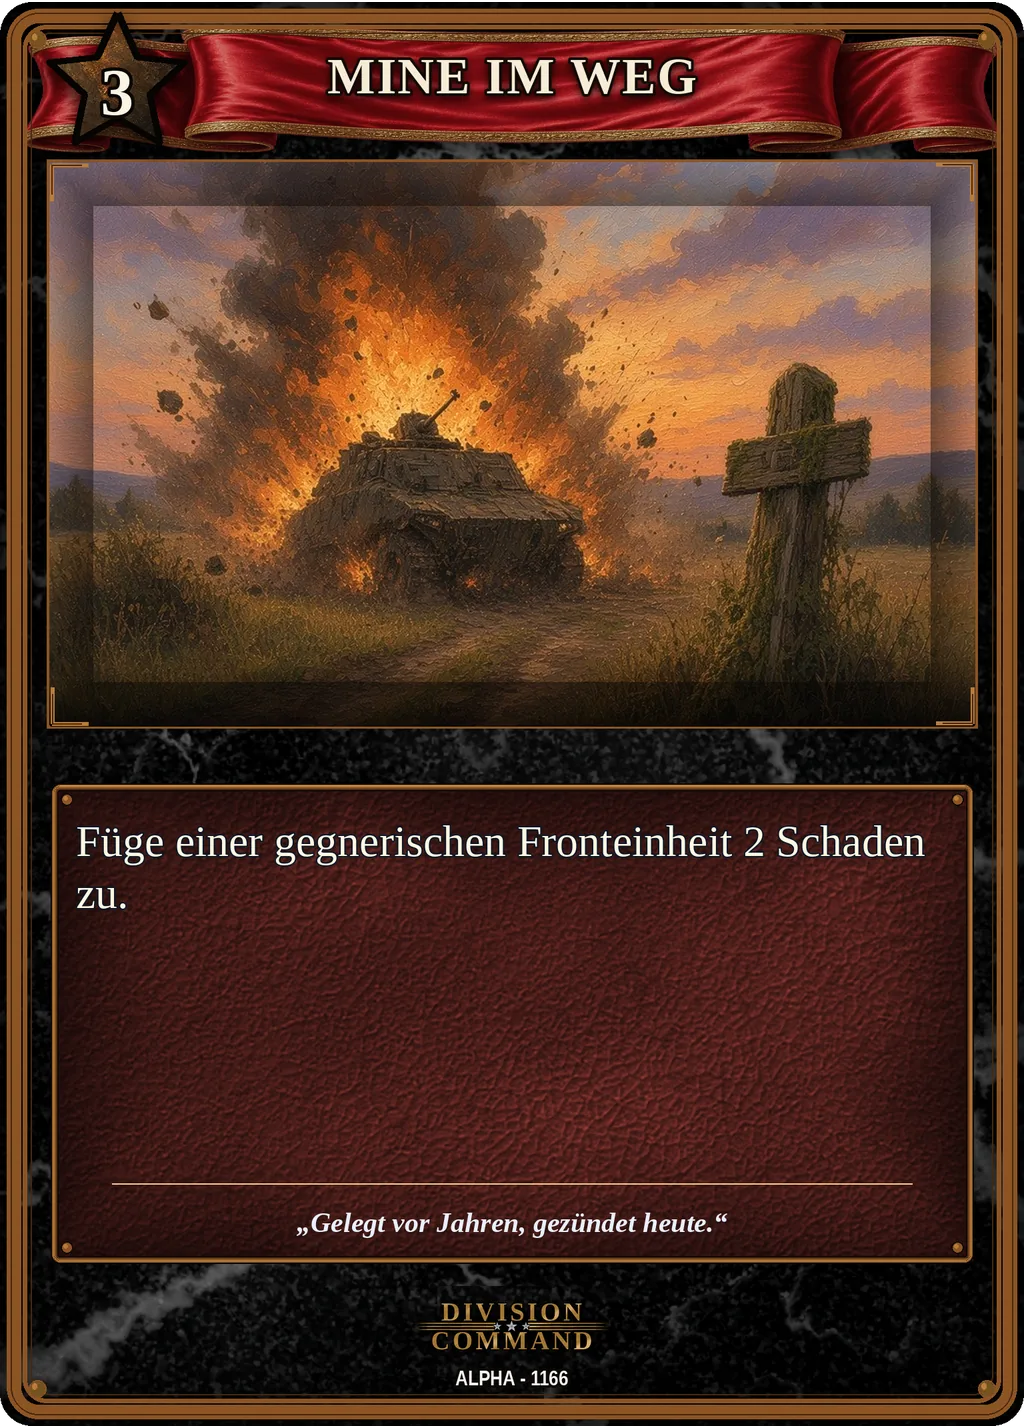 3
MINE IM WEG
Füge einer gegnerischen Fronteinheit 2 Schaden
zu.
„Gelegt vor Jahren, gezündet heute.“
DIVISION
COMMAND
ALPHA - 1166